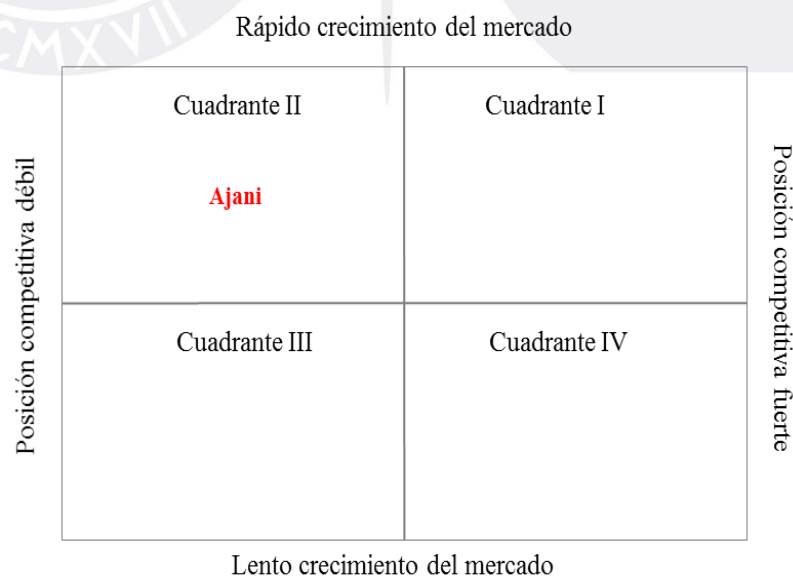 CMXVII
Rápido crecimiento del mercado
Cuadrante II
Cuadrante I
Posición competitiva débil
Ajani
Posición competitiva fuerte
Cuadrante III
Cuadrante IV
Lento crecimiento del mercado